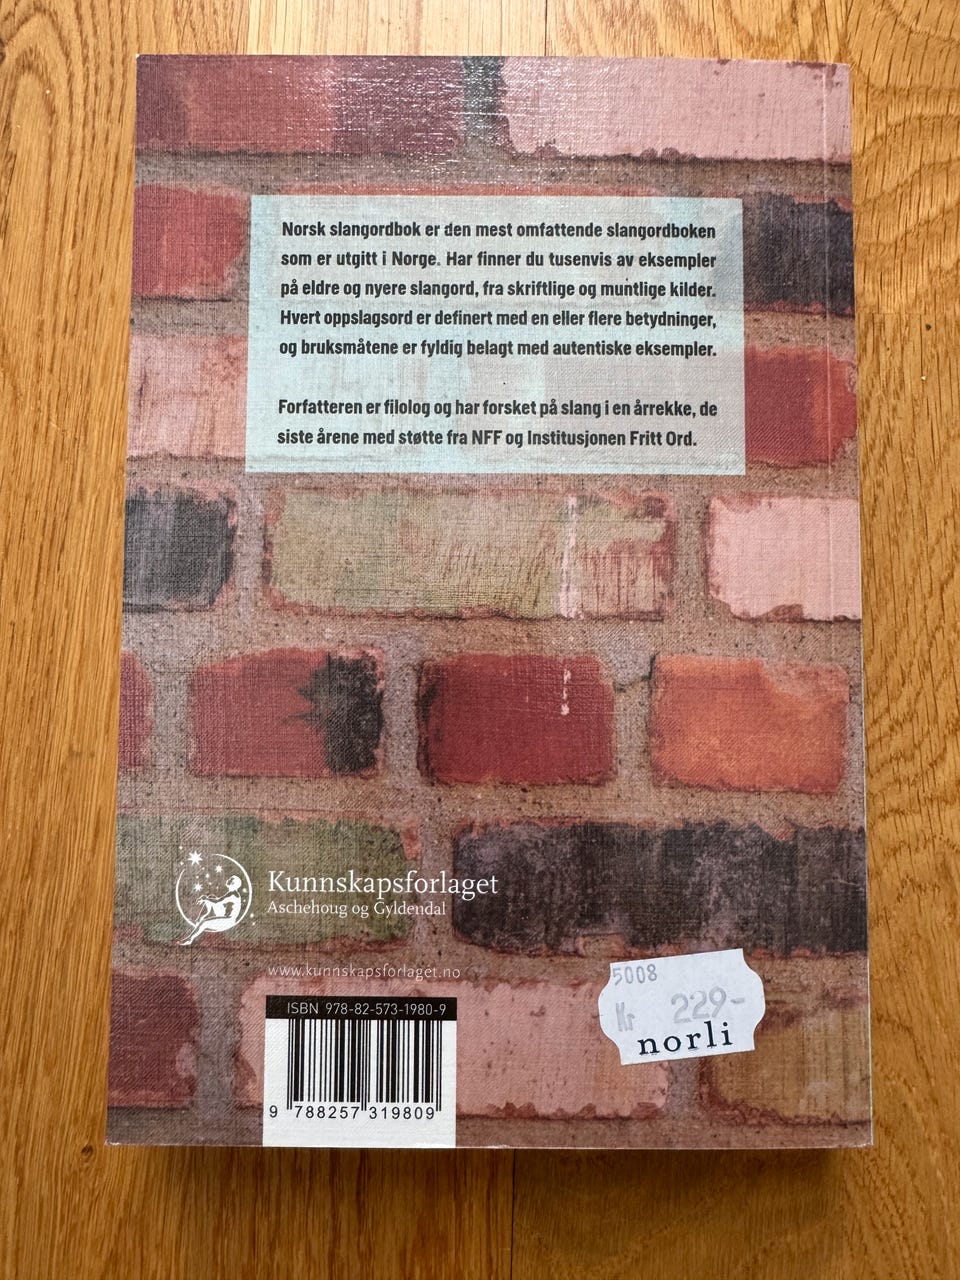 Norsk slangordbok er den mest omfattende slangordboken
som er utgitt i Norge. Her finner du tusenvis av eksempler
på eldre og nyere slangord, fra skriftlige og muntlige kilder.
Hvert oppslagsord er definert med en eller flere betydninger,
og bruksmåtene er fyldig belagt med autentiske eksempler.
Forfatteren er filolog og har forsket på slang i en årrekke, de
siste årene med støtte fra NFF og Institusjonen Fritt Ord.
Kunnskapsforlaget
Aschehoug og Gyldendal
www.kunnskapsforlaget.no
ISBN 978-82-573-1980-9
9 788257 319809
5008
Kr 229-
norli